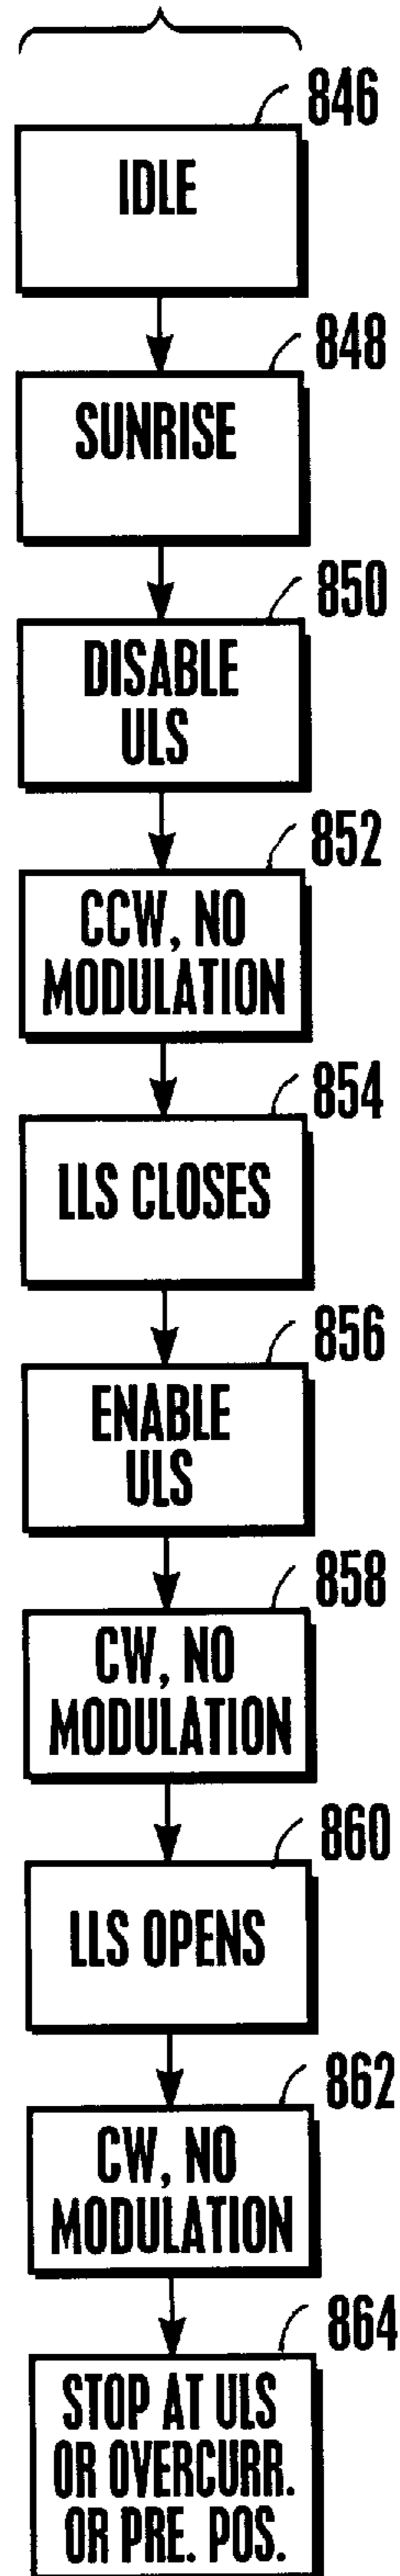 846
IDLE
848
SUNRISE
850
DISABLE
ULS
852
CCW, NO
MODULATION
854
LLS CLOSES
856
ENABLE
ULS
858
CW, NO
MODULATION
860
LLS OPENS
862
CW, NO
MODULATION
864
STOP AT ULS
OR OVERCURR.
OR PRE. POS.